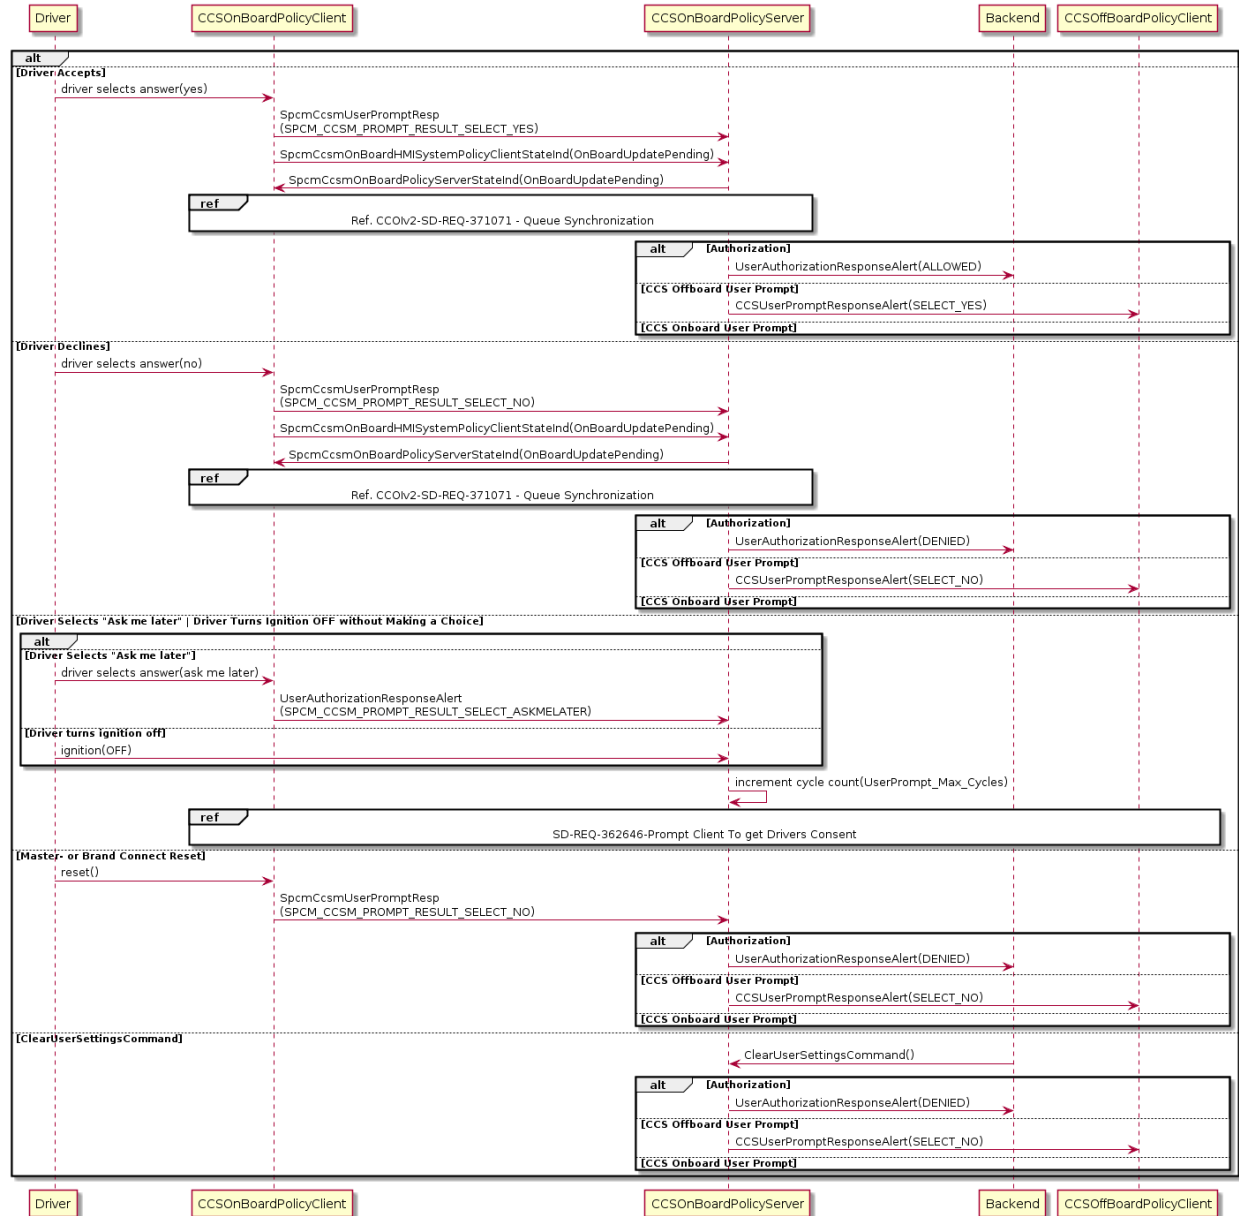 Driver
CCSOnBoardPolicyClient
CCSOnBoardPolicyServer
Backend
CCSOffBoardPolicyClient
alt
[Driver Accepts]
driver selects answer(yes)
SpcmCcsmUserPromptResp
(SPCM_CCSM_PROMPT_RESULT_SELECT_YES)
SpcmCcsmOnBoardHMISystemPolicyClientStateInd(OnBoardUpdatePending)
SpcmCcsmOnBoardPolicyServerStateInd(OnBoardUpdatePending)
ref
Ref. CCOIv2-SD-REQ-371071 - Queue Synchronization
alt
[Authorization]
UserAuthorizationResponseAlert(ALLOWED)
[CCS Offboard User Prompt]
CCSUserPromptResponseAlert(SELECT_YES)
[CCS Onboard User Prompt]
[Driver Declines]
driver selects answer(no)
SpcmCcsmUserPromptResp
(SPCM_CCSM_PROMPT_RESULT_SELECT_NO)
SpcmCcsmOnBoardHMISystemPolicyClientStateInd(OnBoardUpdatePending)
SpcmCcsmOnBoardPolicyServerStateInd(OnBoardUpdatePending)
ref
Ref. CCOIv2-SD-REQ-371071 - Queue Synchronization
alt
[Authorization]
UserAuthorizationResponseAlert(DENIED)
[CCS Offboard User Prompt]
CCSUserPromptResponseAlert(SELECT_NO)
[CCS Onboard User Prompt]
[Driver Selects "Ask me later" | Driver Turns Ignition OFF without Making a Choice]
alt
[Driver Selects "Ask me later"]
driver selects answer(ask me later)
UserAuthorizationResponseAlert
(SPCM_CCSM_PROMPT_RESULT_SELECT_ASKMELATER)
[Driver turns ignition off]
ignition(OFF)
increment cycle count(UserPrompt_Max_Cycles)
ref
SD-REQ-362646-Prompt Client To get Drivers Consent
[Master- or Brand Connect Reset]
reset()
SpcmCcsmUserPromptResp
(SPCM_CCSM_PROMPT_RESULT_SELECT_NO)
alt
[Authorization]
UserAuthorizationResponseAlert(DENIED)
[CCS Offboard User Prompt]
CCSUserPromptResponseAlert(SELECT_NO)
[CCS Onboard User Prompt]
[ClearUserSettingsCommand]
ClearUserSettingsCommand()
alt
[Authorization]
UserAuthorizationResponseAlert(DENIED)
[CCS Offboard User Prompt]
CCSUserPromptResponseAlert(SELECT_NO)
[CCS Onboard User Prompt]
Driver
CCSOnBoardPolicyClient
CCSOnBoardPolicyServer
Backend
CCSOffBoardPolicyClient